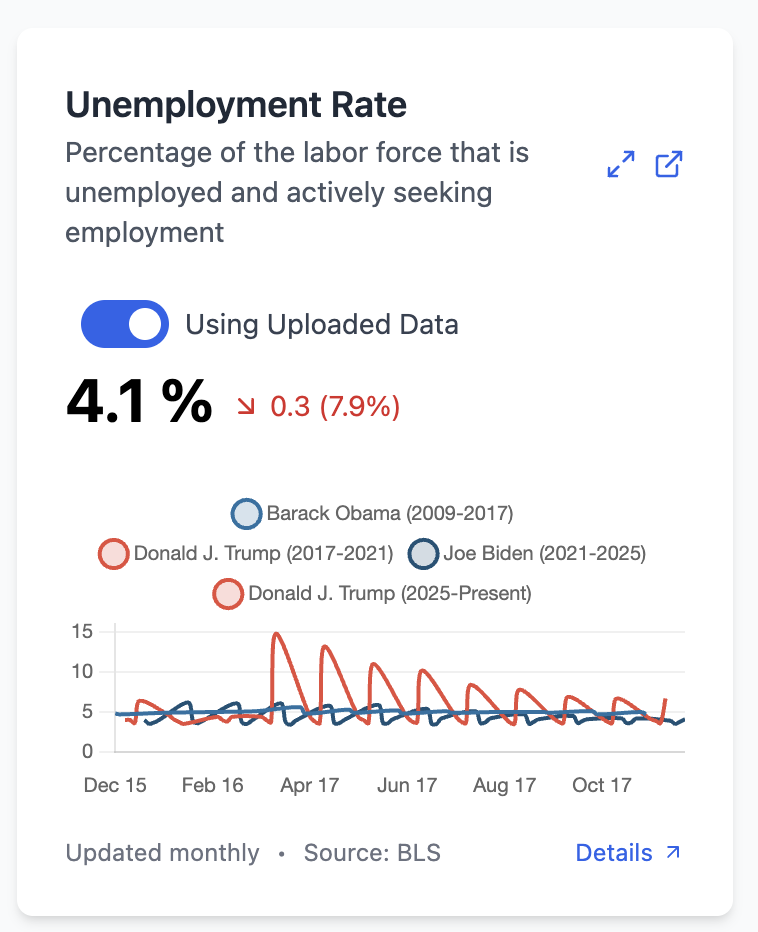 Unemployment Rate
Percentage of the labor force that is
unemployed and actively seeking
employment
Using Uploaded Data
4.1 % ↘ 0.3 (7.9%)
Barack Obama (2009-2017)
Donald J. Trump (2017-2021) Joe Biden (2021-2025)
Donald J. Trump (2025-Present)
15
10
5
0
Dec 15 Feb 16 Apr 17 Jun 17 Aug 17 Oct 17
Updated monthly • Source: BLS Details ↗